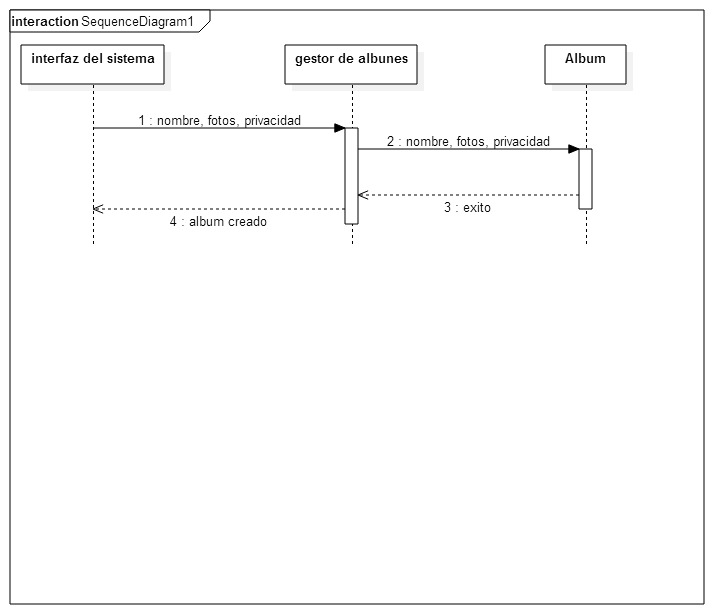 interaction SequenceDiagram1
interfaz del sistema
gestor de albunes
Album
1 : nombre, fotos, privacidad
2 : nombre, fotos, privacidad
3 : exito
4 : album creado